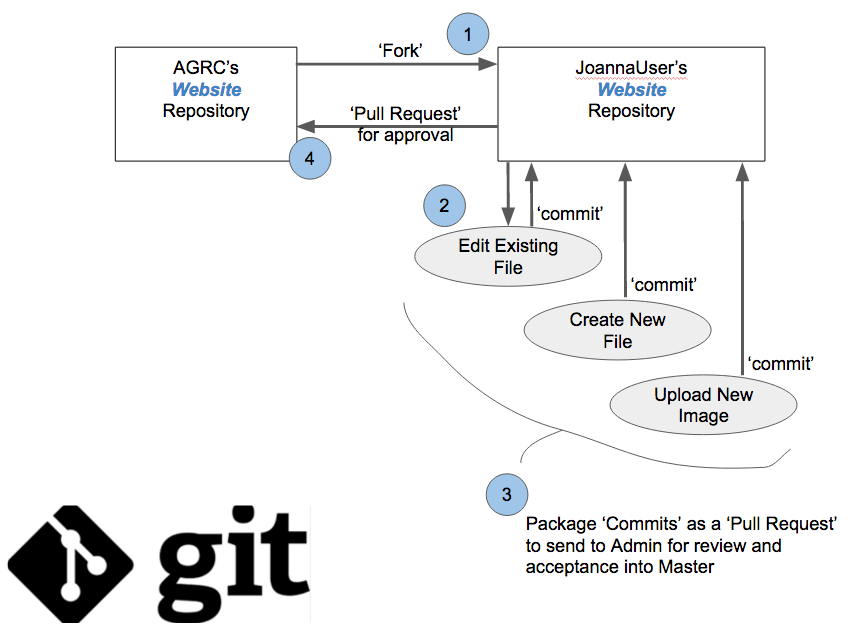 1
‘Fork’
AGRC’s
Website
Repository
JoannaUser’s
Website
Repository
‘Pull Request’
for approval
4
2
‘commit’
Edit Existing
File
‘commit’
Create New
File
‘commit’
Upload New
Image
3
Package ‘Commits’ as a ‘Pull Request’
to send to Admin for review and
acceptance into Master
git